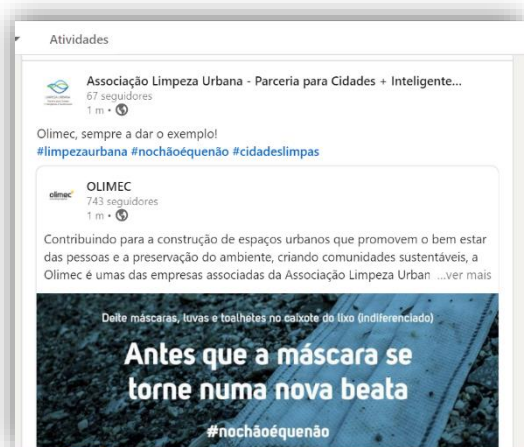 Atividades
Associação Limpeza Urbana - Parceria para Cidades + Inteligente...
67 seguidores
1 m •
Olimec, sempre a dar o exemplo!
#limpezaurbana #nochãoéquenão #cidadeslimpas
olimec
OLIMEC
743 seguidores
1 m •
Contribuindo para a construção de espaços urbanos que promovem o bem estar
das pessoas e a preservação do ambiente, criando comunidades sustentáveis, a
Olimec é umas das empresas associadas da Associação Limpeza Urban ...ver mais
Deite máscaras, luvas e toalhetes no caixote do lixo (indiferenciado)
Antes que a máscara se
torne numa nova beata
#nochãoéquenão